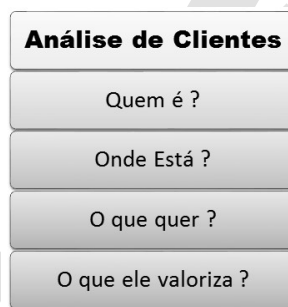 Análise de Clientes
Quem é ?
Onde Está ?
O que quer ?
O que ele valoriza ?